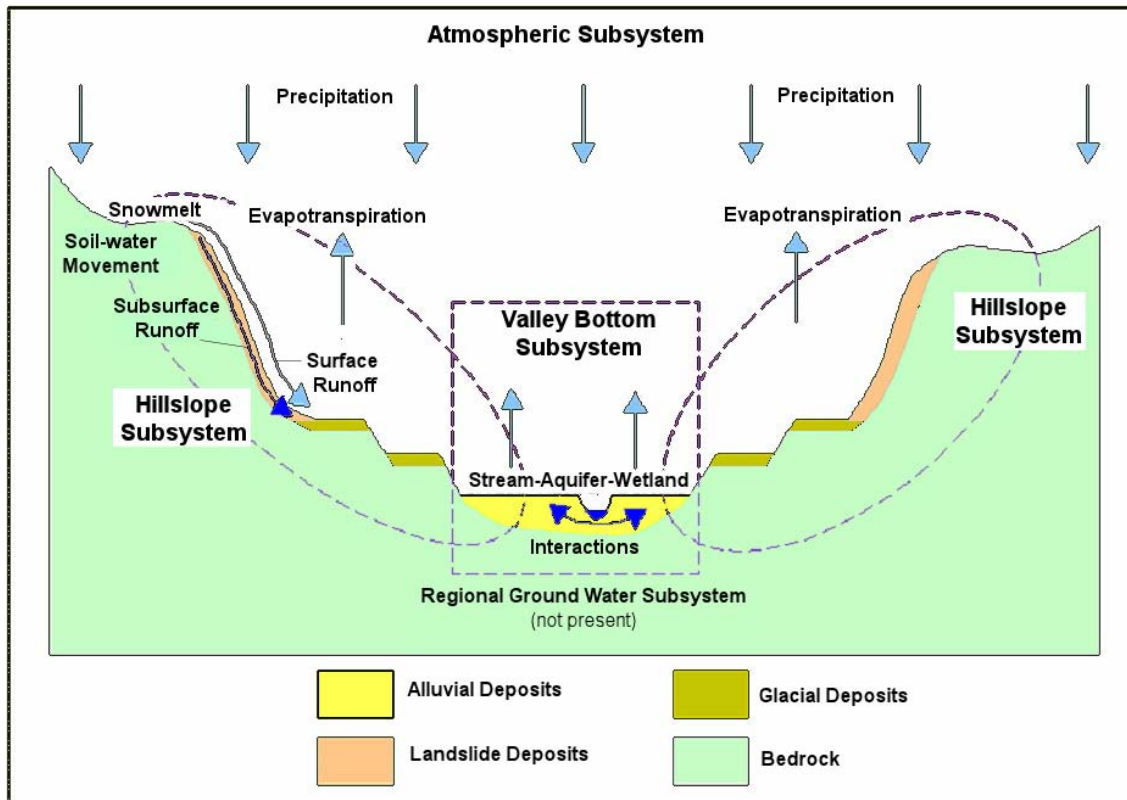 Atmospheric Subsystem
Precipitation
Precipitation
Snowmelt
Evapotranspiration
Evapotranspiration
Soil-water
Movement
Subsurface
Runoff
Surface
Runoff
Hillslope
Subsystem
Valley Bottom
Subsystem
Hillslope
Subsystem
Stream-Aquifer-Wetland
Interactions
Regional Ground Water Subsystem
(not present)
Alluvial Deposits
Glacial Deposits
Landslide Deposits
Bedrock